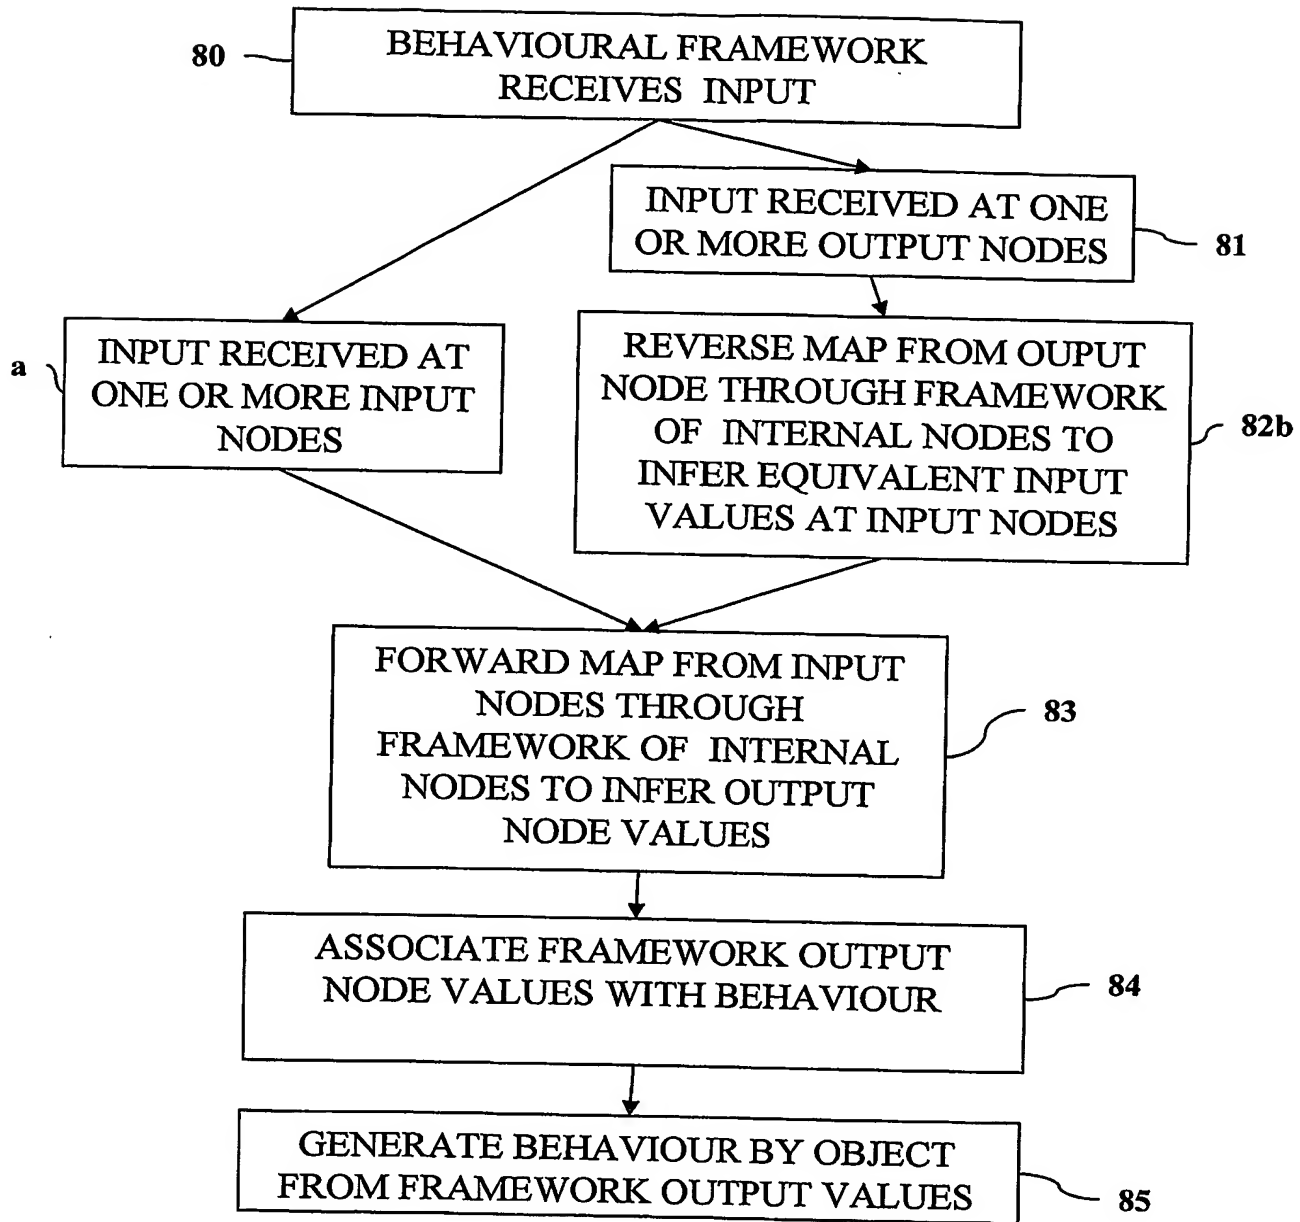 80
BEHAVIOURAL FRAMEWORK
RECEIVES INPUT
INPUT RECEIVED AT ONE
OR MORE OUTPUT NODES
81
a
INPUT RECEIVED AT
ONE OR MORE INPUT
NODES
REVERSE MAP FROM OUPUT
NODE THROUGH FRAMEWORK
OF INTERNAL NODES TO
INFER EQUIVALENT INPUT
VALUES AT INPUT NODES
82b
FORWARD MAP FROM INPUT
NODES THROUGH
FRAMEWORK OF INTERNAL
NODES TO INFER OUTPUT
NODE VALUES
83
ASSOCIATE FRAMEWORK OUTPUT
NODE VALUES WITH BEHAVIOUR
84
GENERATE BEHAVIOUR BY OBJECT
FROM FRAMEWORK OUTPUT VALUES
85